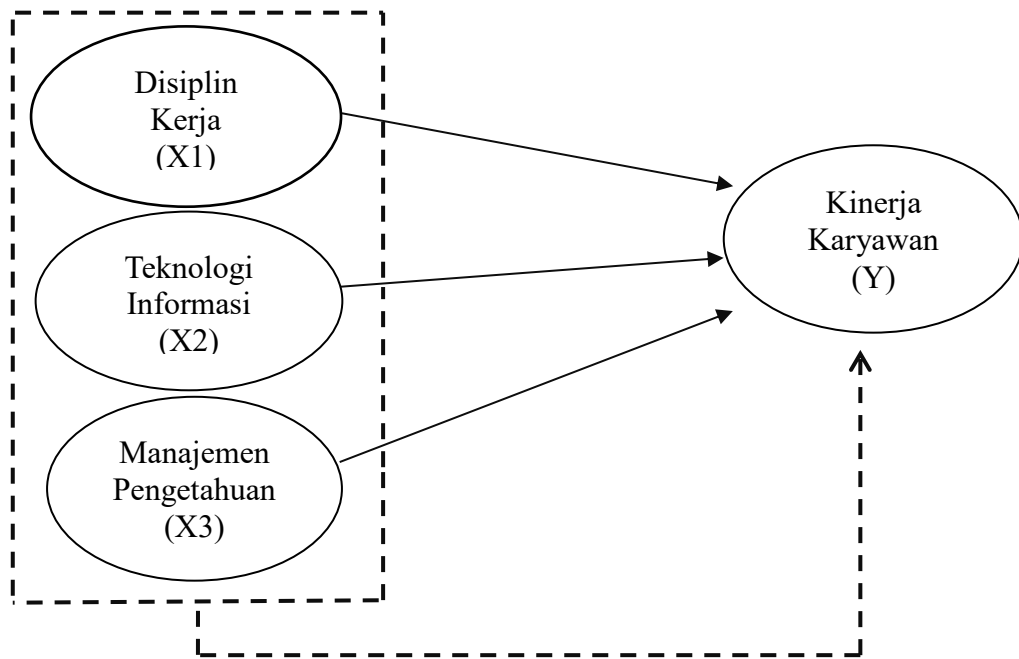 Disiplin
Kerja
(X1)
Teknologi
Informasi
(X2)
Manajemen
Pengetahuan
(X3)
Kinerja
Karyawan
(Y)